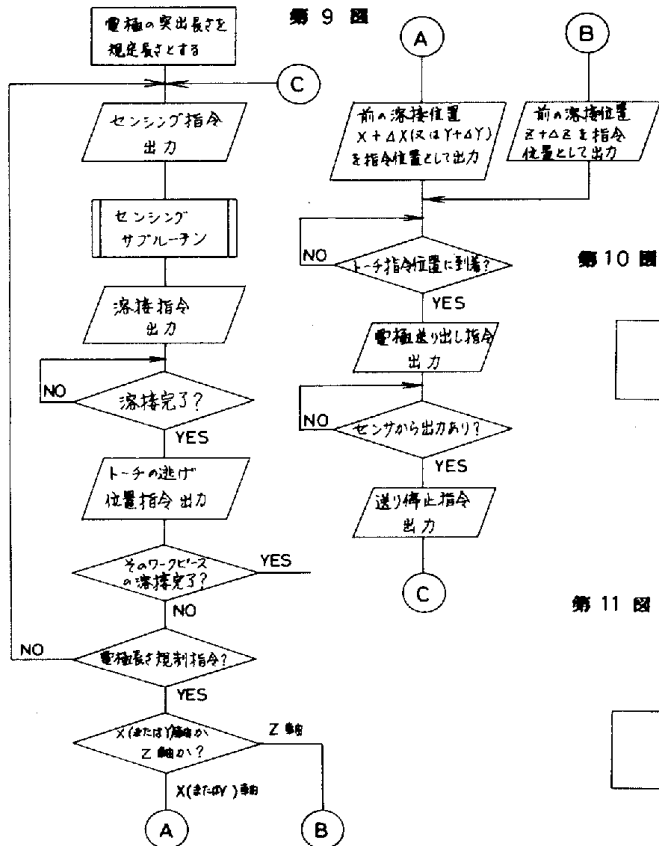 第 9 図
電極の突出長さを
規定長さとする
C
センシング指令
出力
センシング
サブルーチン
溶接指令
出力
NO
溶接完了?
YES
トーチの逃げ
位置指令出力
そのワークピース
の溶接完了?
YES
NO
NO
電極長さ規制指令?
YES
X(またはY)軸か
Z軸か?
Z軸
X(またはY)軸
A
B
A
B
前の溶接位置
X+ΔX(又はY+ΔY)
を指令位置として出力
前の溶接位置
Z+ΔZを指令
位置として出力
NO
トーチ指令位置に到着?
YES
電極送り出し指令
出力
NO
センサから出力あり?
YES
送り停止指令
出力
C
第 10 図
第 11 図